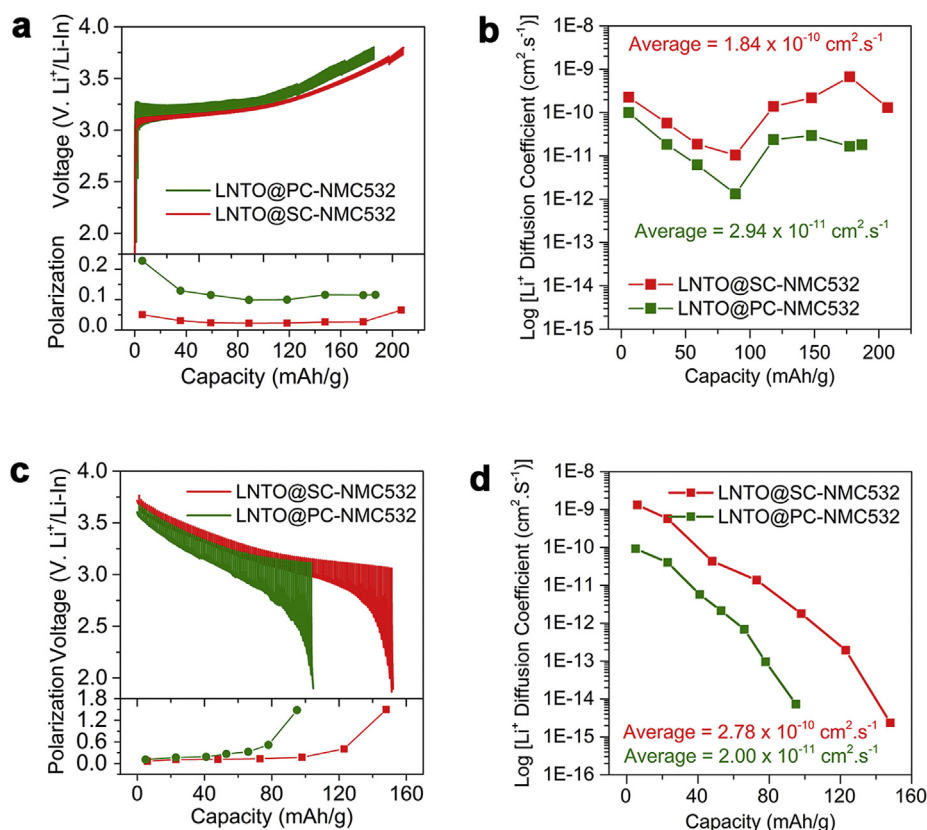 a
Voltage (V. Li⁺/Li-In)
4.0
3.5
3.0
2.5
2.0
LNTO@PC-NMC532
LNTO@SC-NMC532
Polarization
0.2
0.1
0.0
0 40 80 120 160 200
Capacity (mAh/g)
b
Log [Li⁺ Diffusion Coefficient (cm².s⁻¹)]
Average = 1.84 x 10⁻¹⁰ cm².s⁻¹
1E-8
1E-9
1E-10
1E-11
1E-12
1E-13
1E-14
1E-15
Average = 2.94 x 10⁻¹¹ cm².s⁻¹
LNTO@SC-NMC532
LNTO@PC-NMC532
0 50 100 150 200
Capacity (mAh/g)
c
Polarization Voltage (V. Li⁺/Li-In)
4.0
3.5
3.0
2.5
2.0
LNTO@SC-NMC532
LNTO@PC-NMC532
1.8
1.2
0.6
0.0
0 40 80 120 160
Capacity (mAh/g)
d
Log [Li⁺ Diffusion Coefficient (cm².S⁻¹)]
1E-8
1E-9
1E-10
1E-11
1E-12
1E-13
1E-14
1E-15
1E-16
LNTO@SC-NMC532
LNTO@PC-NMC532
Average = 2.78 x 10⁻¹⁰ cm².s⁻¹
Average = 2.00 x 10⁻¹¹ cm².s⁻¹
0 40 80 120 160
Capacity (mAh/g)